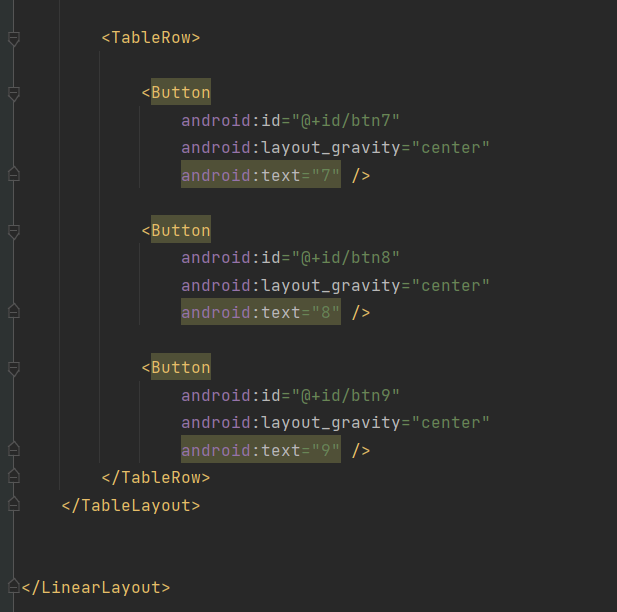 <TableRow>
<Button
android:id="@+id/btn7"
android:layout_gravity="center"
android:text="7" />
<Button
android:id="@+id/btn8"
android:layout_gravity="center"
android:text="8" />
<Button
android:id="@+id/btn9"
android:layout_gravity="center"
android:text="9" />
</TableRow>
</TableLayout>
</LinearLayout>